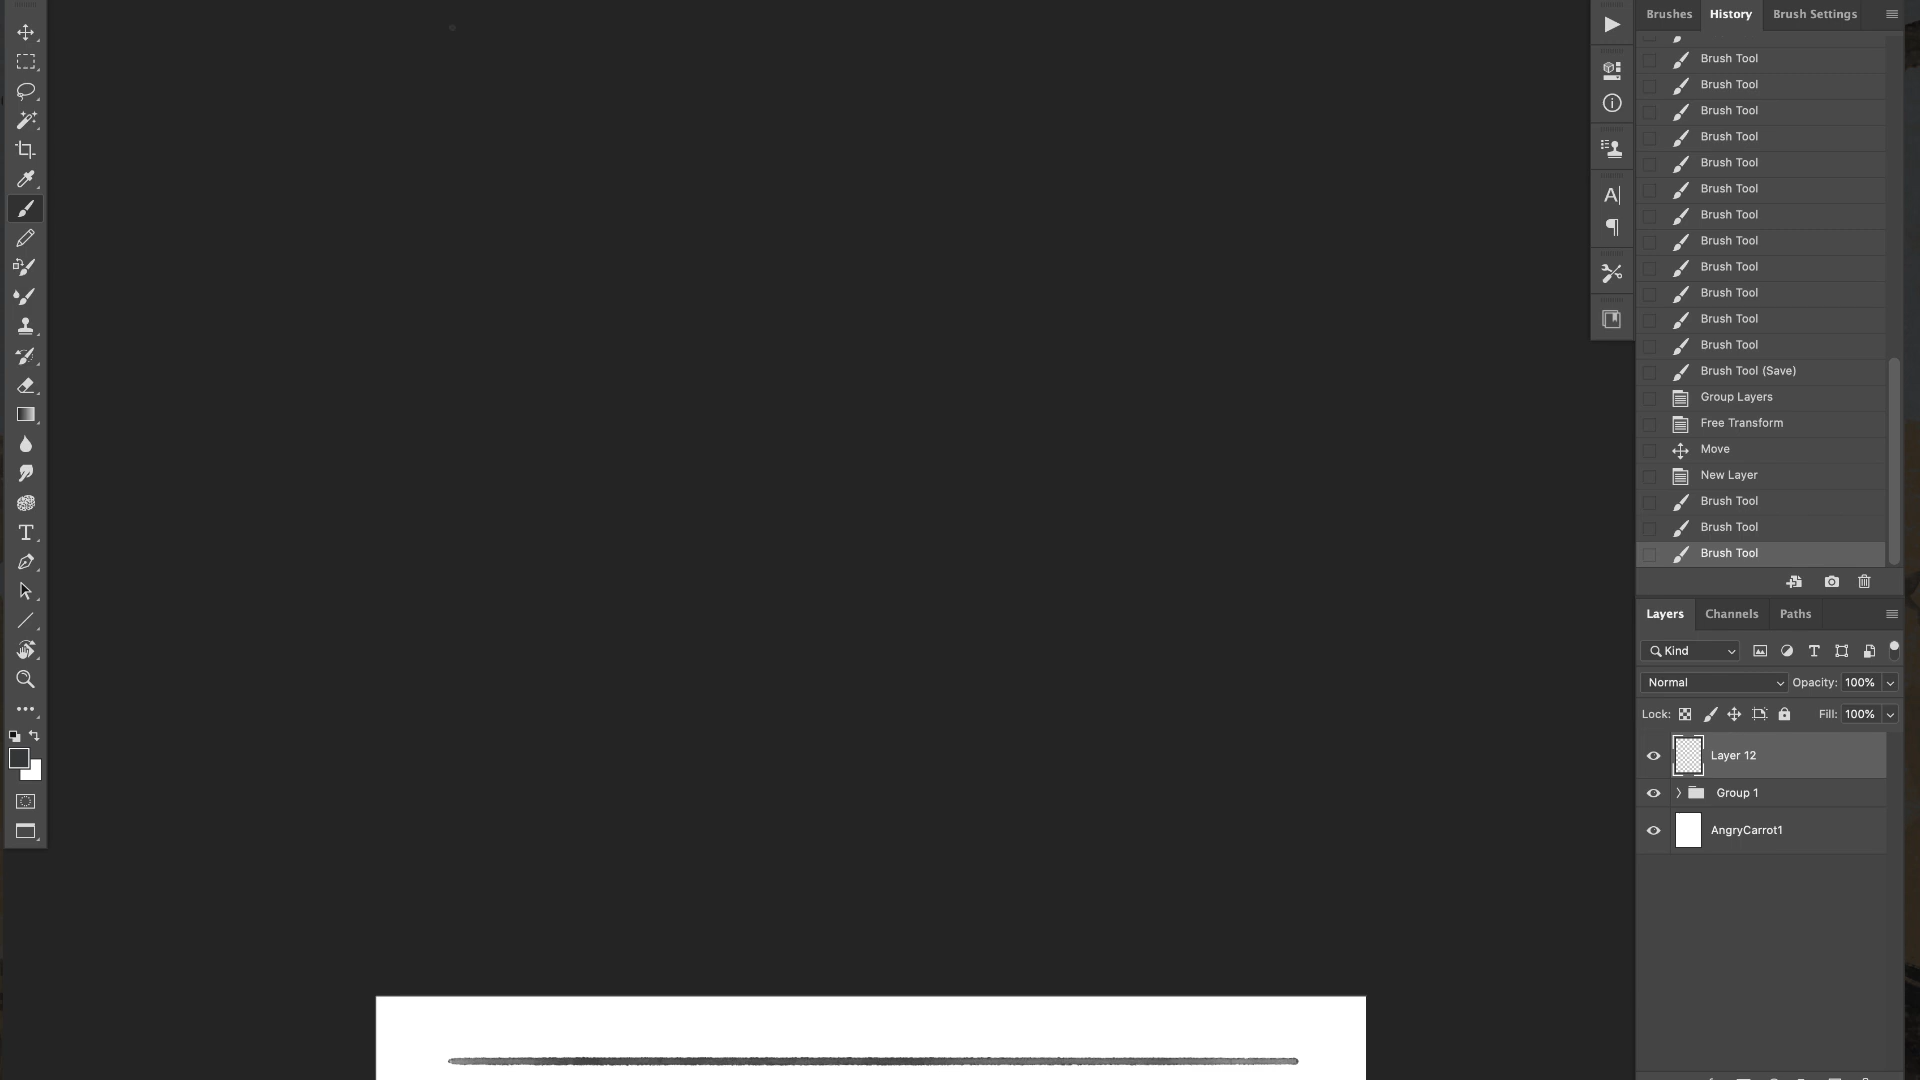 Brushes History Brush Settings
Brush Tool
Brush Tool
Brush Tool
Brush Tool
Brush Tool
Brush Tool
Brush Tool
Brush Tool
Brush Tool
Brush Tool
Brush Tool
Brush Tool
Brush Tool (Save)
Group Layers
Free Transform
Move
New Layer
Brush Tool
Brush Tool
Brush Tool
Layers Channels Paths
Kind
Normal Opacity: 100%
Lock: Fill: 100%
Layer 12
Group 1
AngryCarrot1